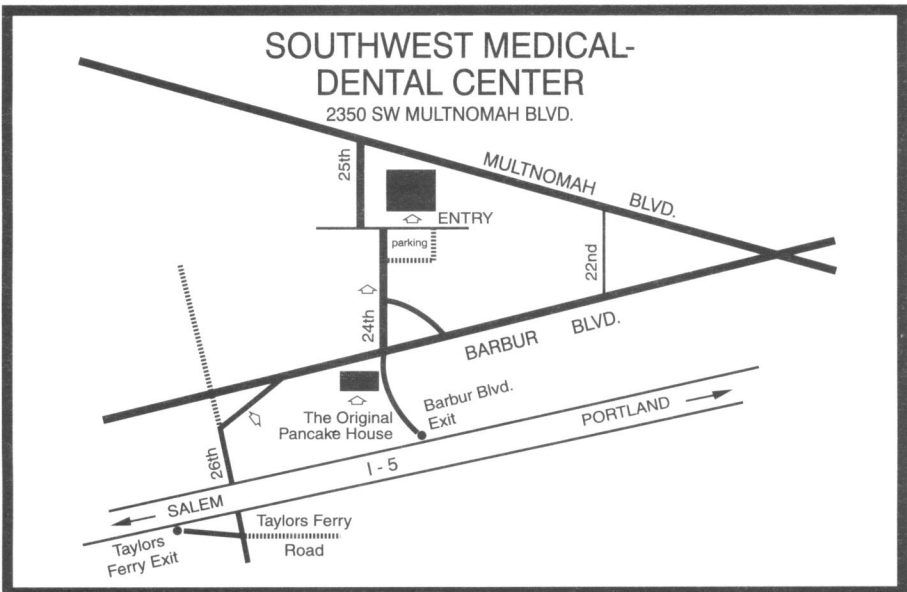 SOUTHWEST MEDICAL-
DENTAL CENTER
2350 SW MULTNOMAH BLVD.
25th
MULTNOMAH BLVD.
ENTRY
parking
22nd
24th
BARBUR BLVD.
The Original
Pancake House
Barbur Blvd.
Exit
PORTLAND
26th
I - 5
SALEM
Taylors Ferry
Road
Taylors
Ferry Exit